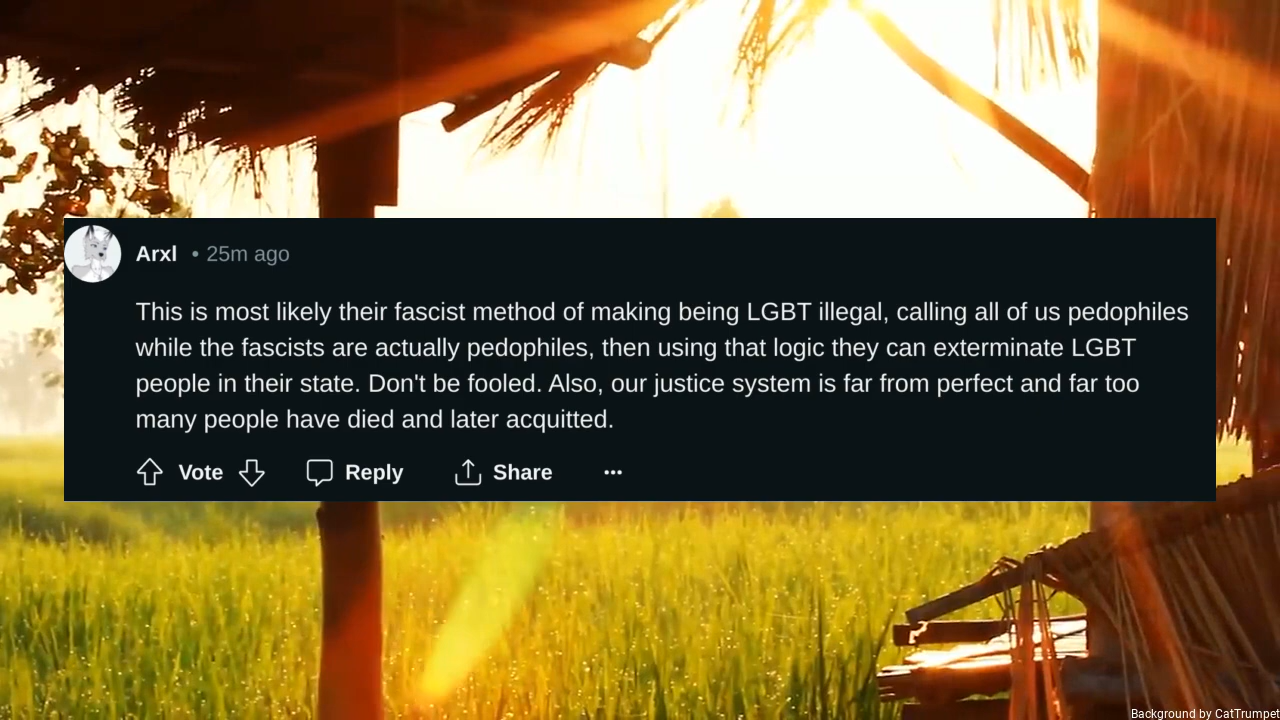 Arxl • 25m ago
This is most likely their fascist method of making being LGBT illegal, calling all of us pedophiles
while the fascists are actually pedophiles, then using that logic they can exterminate LGBT
people in their state. Don't be fooled. Also, our justice system is far from perfect and far too
many people have died and later acquitted.
Vote Reply Share ···
Background by CatTrumpet